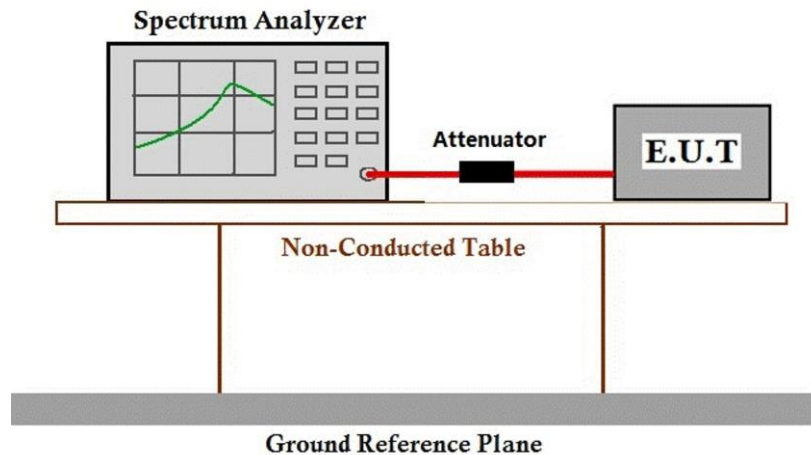 Spectrum Analyzer
Attenuator
E.U.T
Non-Conducted Table
Ground Reference Plane